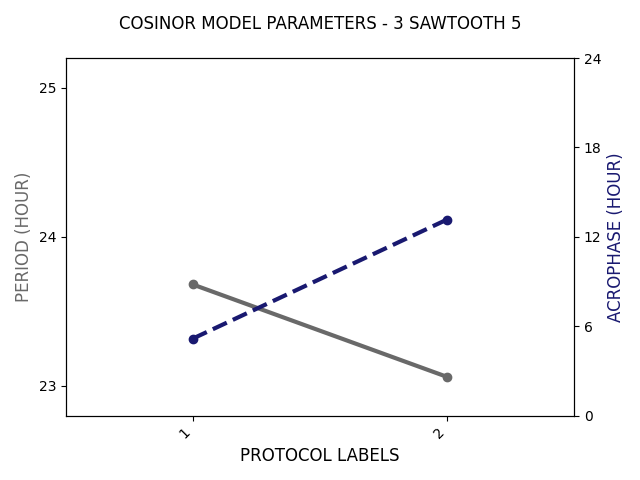 COSINOR MODEL PARAMETERS - 3 SAWTOOTH 5
25
24
23
PERIOD (HOUR)
24
18
12
6
0
ACROPHASE (HOUR)
1
2
PROTOCOL LABELS